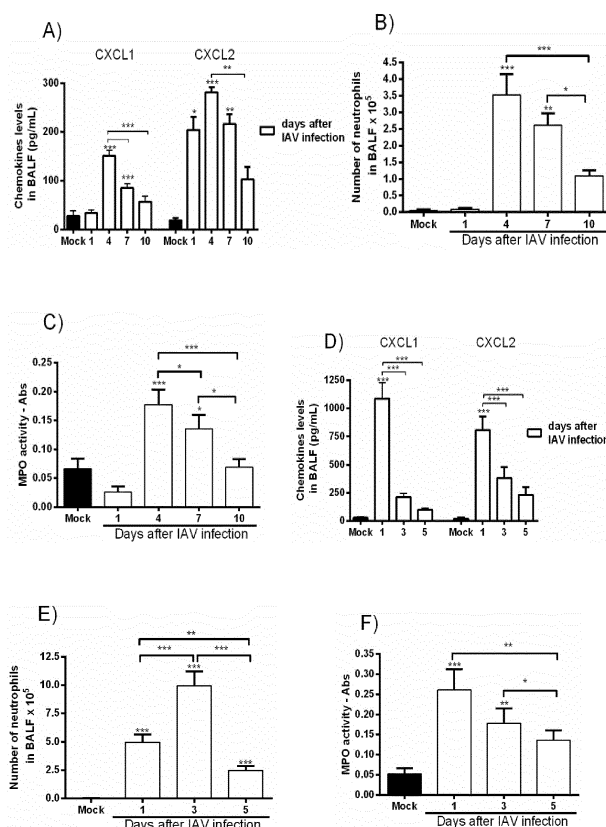 A)
CXCL1 CXCL2
**
***
*** *** * *** **
Chemokines levels
in BALF (pg/mL)
300
200
100
0
days after
IAV infection
Mock 1 4 7 10 Mock 1 4 7 10
B)
***
*** *
**
Number of neutrophils
in BALF x 10⁵
4.5
4.0
3.5
3.0
2.5
2.0
1.5
1.0
0.5
0.0
Mock 1 4 7 10
Days after IAV infection
C)
***
*
*** *
*
MPO activity - Abs
0.25
0.20
0.15
0.10
0.05
0.00
Mock 1 4 7 10
Days after IAV infection
D)
CXCL1 CXCL2
***
***
***
***
***
***
Chemokines levels
in BALF (pg/mL)
1250
1000
750
500
250
0
days after
IAV infection
Mock 1 3 5 Mock 1 3 5
E)
**
*** ***
***
***
***
Number of neutrophils
in BALF x 10⁵
12.5
10.0
7.5
5.0
2.5
0.0
Mock 1 3 5
Days after IAV infection
F)
**
***
*
**
MPO activity - Abs
0.35
0.30
0.25
0.20
0.15
0.10
0.05
0.00
Mock 1 3 5
Days after IAV infection